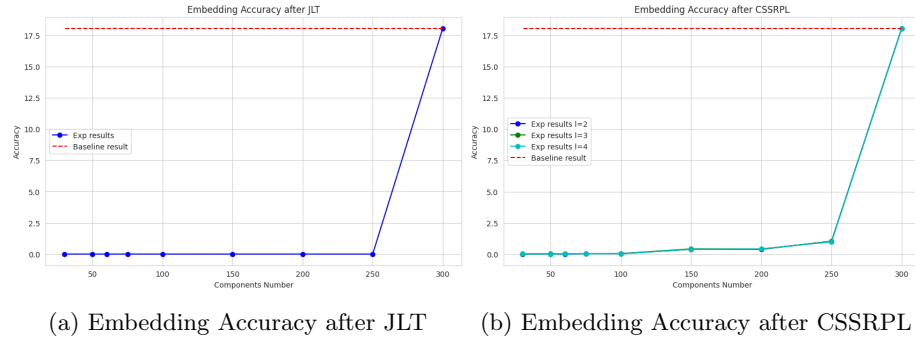 Embedding Accuracy after JLT
17.5
15.0
12.5
10.0
7.5
5.0
2.5
0.0
Accuracy
Exp results
Baseline result
50 100 150 200 250 300
Components Number
(a) Embedding Accuracy after JLT
Embedding Accuracy after CSSRPL
17.5
15.0
12.5
10.0
7.5
5.0
2.5
0.0
Accuracy
Exp results l=2
Exp results l=3
Exp results l=4
Baseline result
50 100 150 200 250 300
Components Number
(b) Embedding Accuracy after CSSRPL